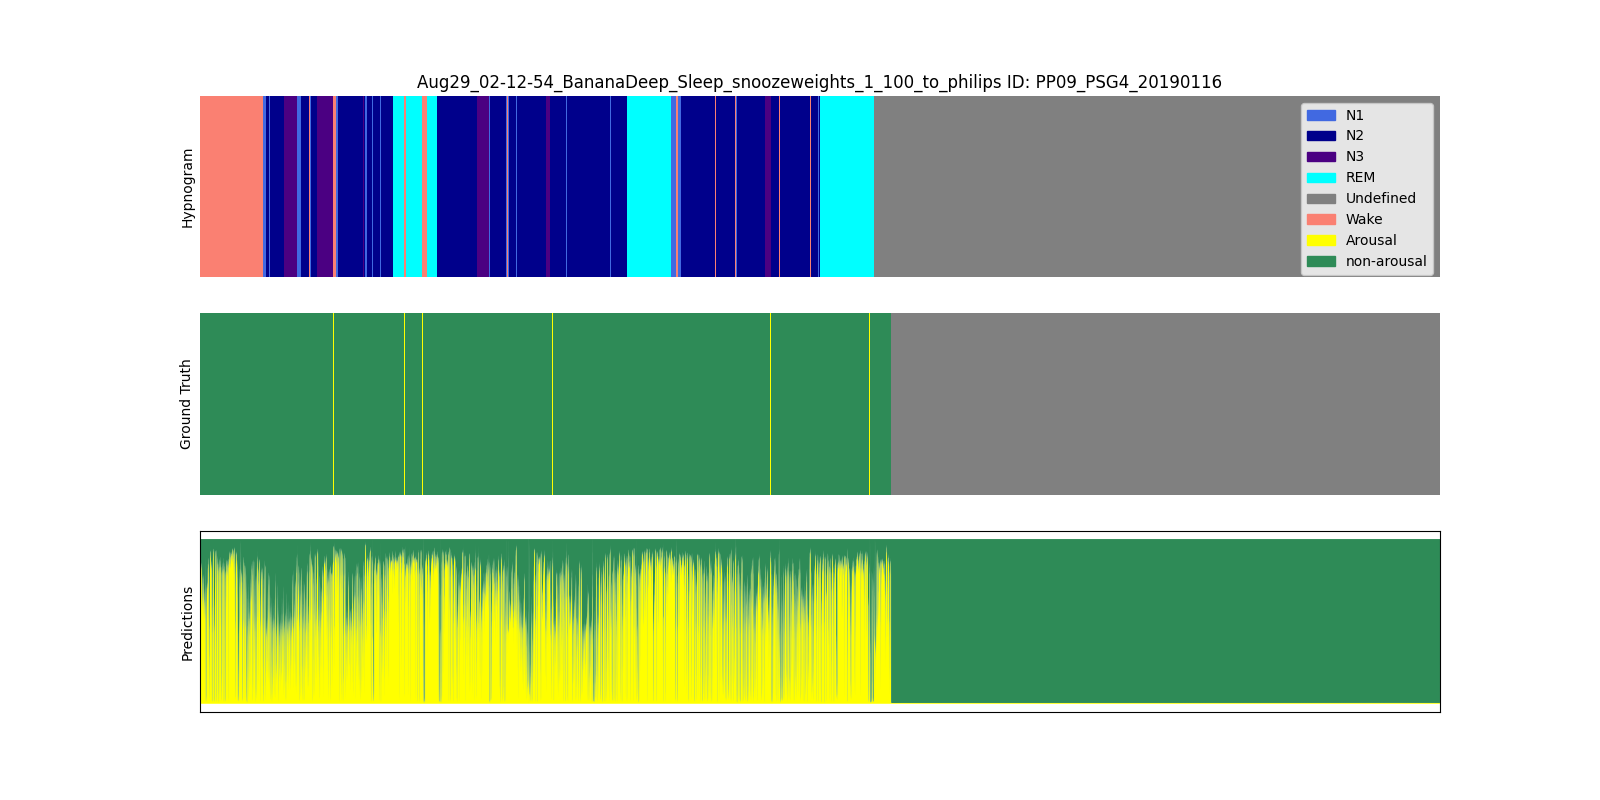 Aug29_02-12-54_BananaDeep_Sleep_snoozeweights_1_100_to_philips ID: PP09_PSG4_20190116
Hypnogram
N1
N2
N3
REM
Undefined
Wake
Arousal
non-arousal
Ground Truth
Predictions